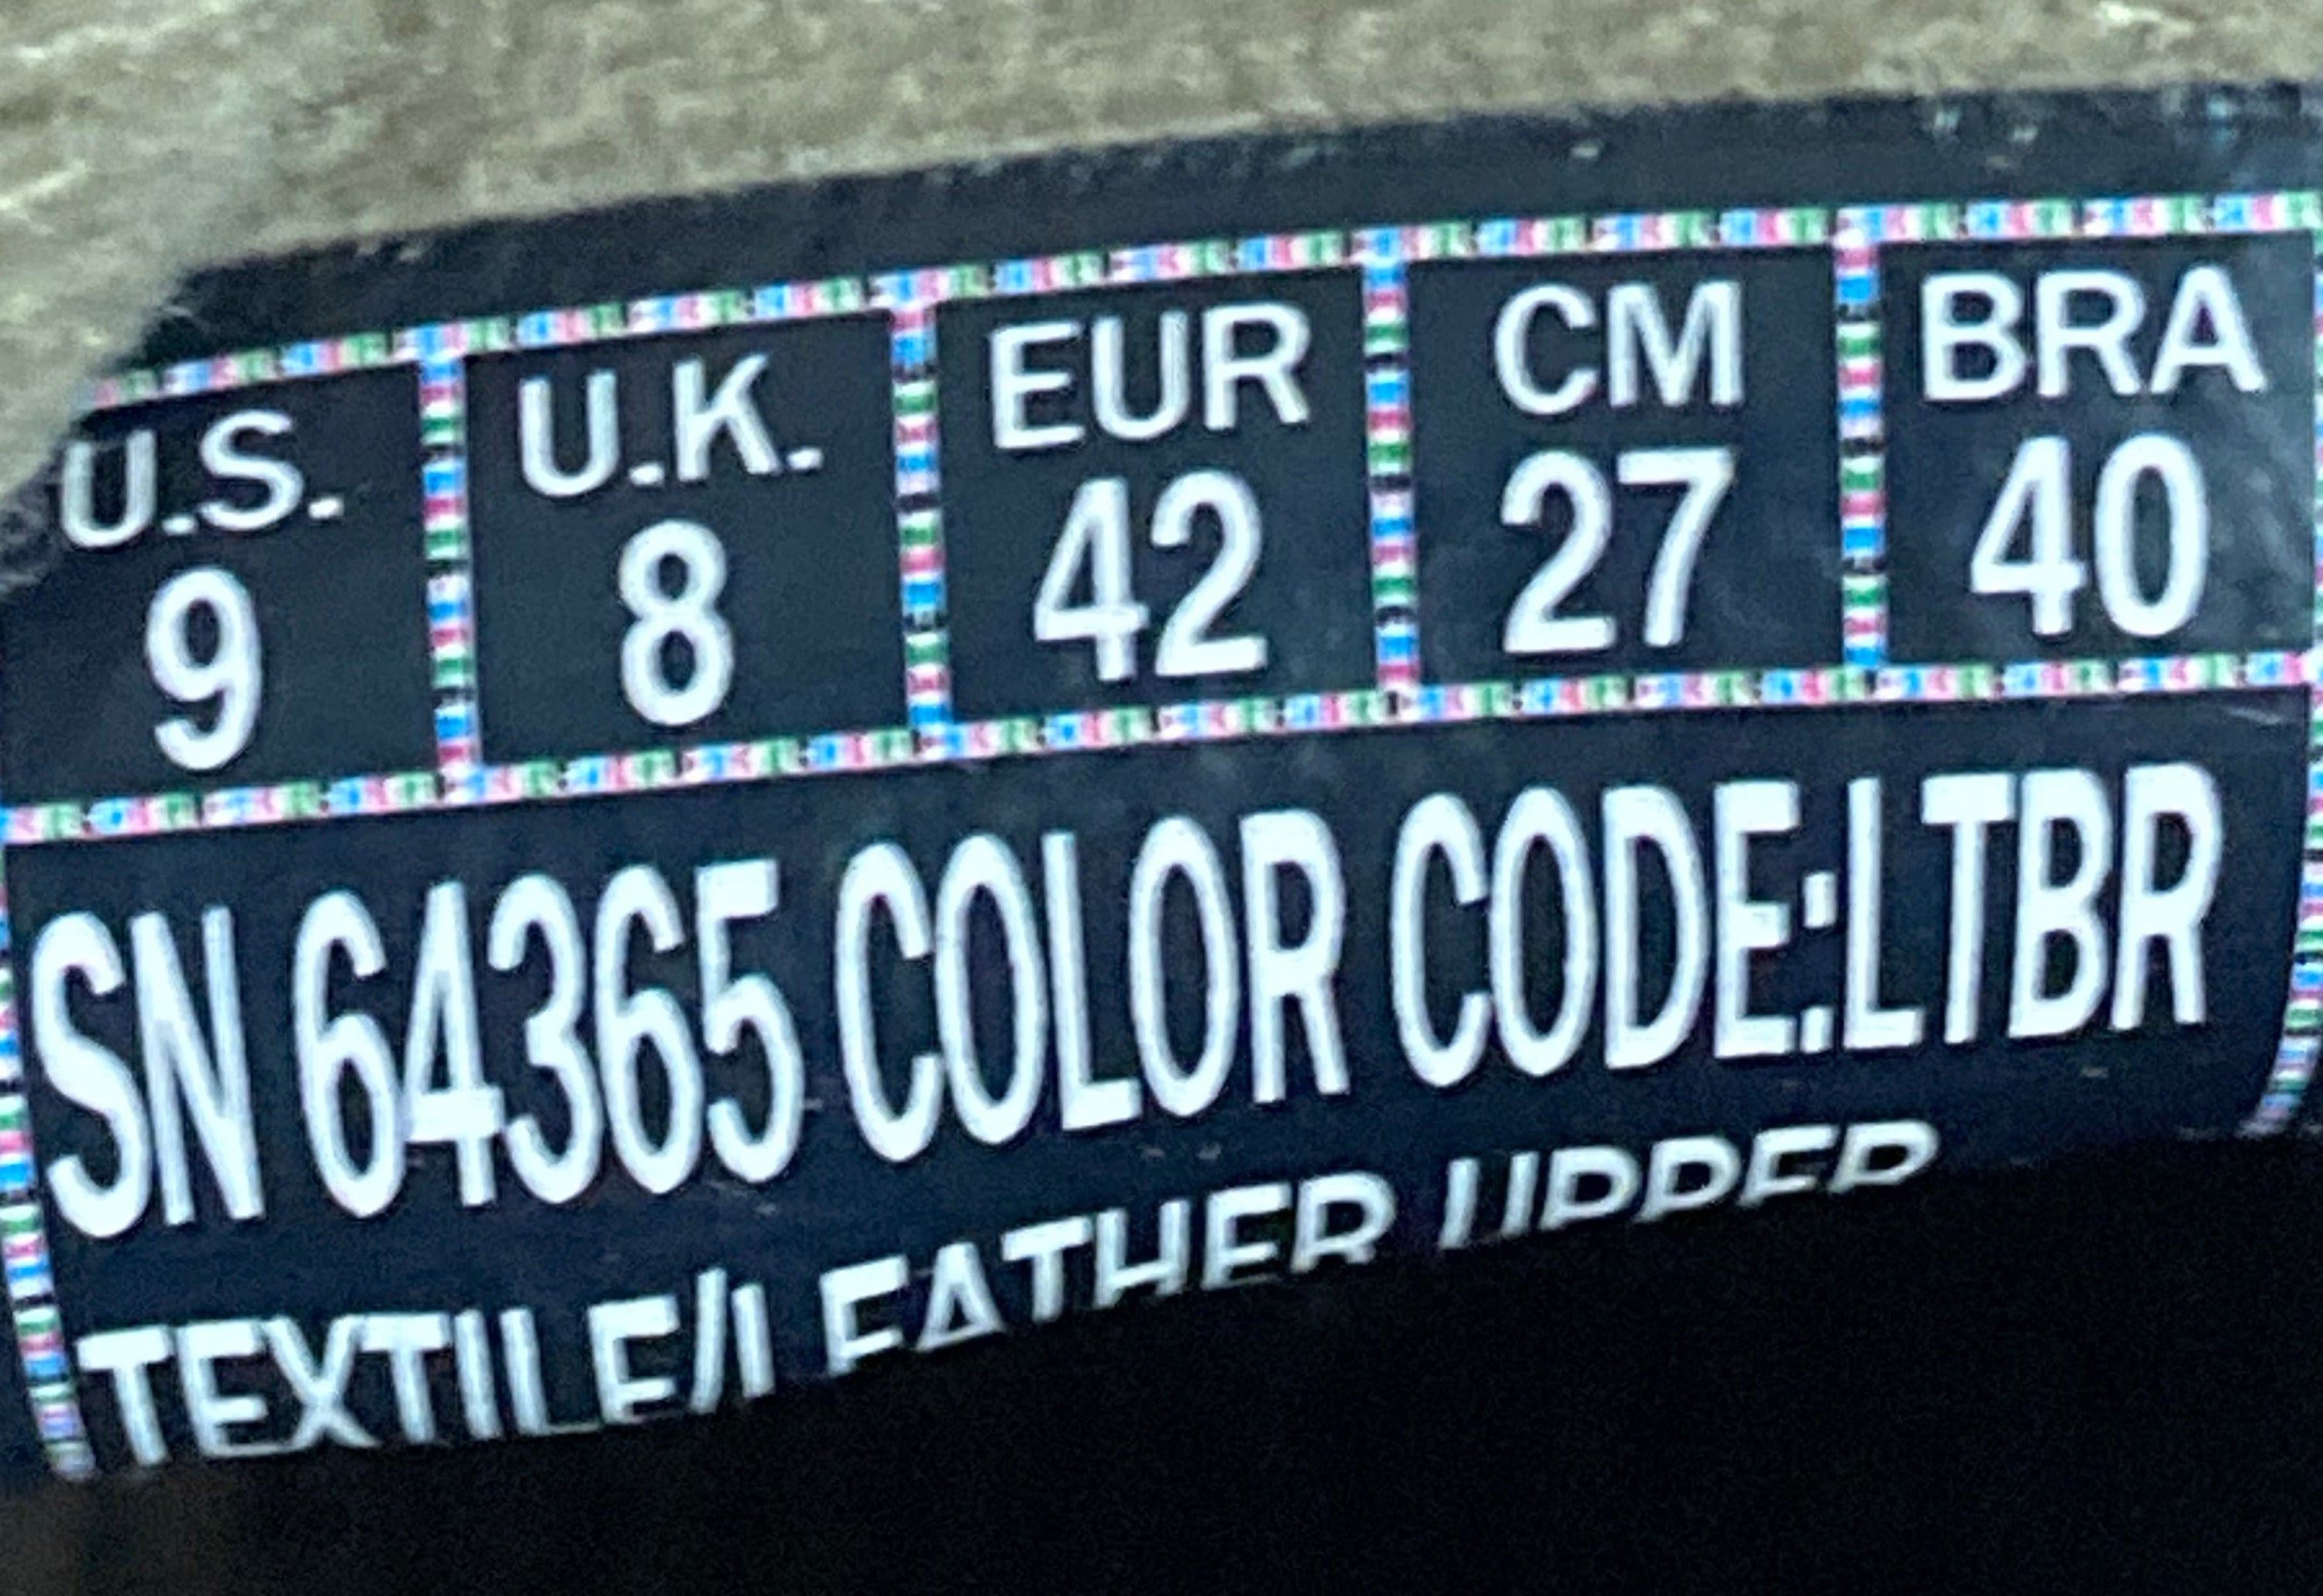 U.S. U.K. EUR CM BRA
9 8 42 27 40
SN 64365 COLOR CODE:LTBR
TEXTILE/LEATHER UPPER